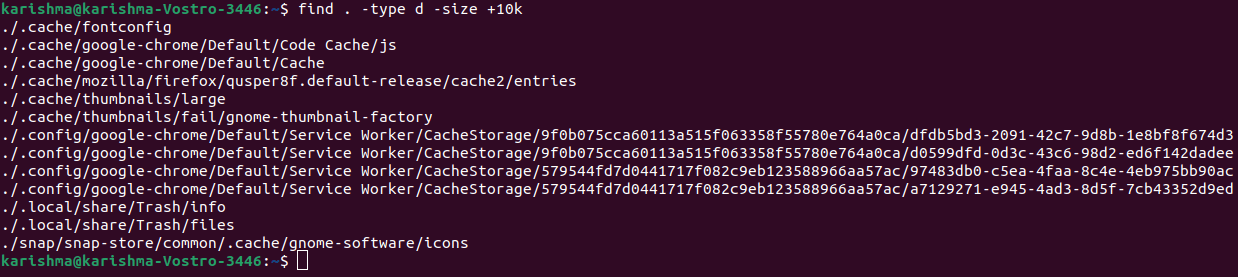 karishma@karishma-Vostro-3446:~$ find . -type d -size +10k
./.cache/fontconfig
./.cache/google-chrome/Default/Code Cache/js
./.cache/google-chrome/Default/Cache
./.cache/mozilla/firefox/qusper8f.default-release/cache2/entries
./.cache/thumbnails/large
./.cache/thumbnails/fail/gnome-thumbnail-factory
./.config/google-chrome/Default/Service Worker/CacheStorage/9f0b075cca60113a515f063358f55780e764a0ca/dfdb5bd3-2091-42c7-9d8b-1e8bf8f674d3
./.config/google-chrome/Default/Service Worker/CacheStorage/9f0b075cca60113a515f063358f55780e764a0ca/d0599dfd-0d3c-43c6-98d2-ed6f142dadee
./.config/google-chrome/Default/Service Worker/CacheStorage/579544fd7d0441717f082c9eb123588966aa57ac/97483db0-c5ea-4faa-8c4e-4eb975bb90ac
./.config/google-chrome/Default/Service Worker/CacheStorage/579544fd7d0441717f082c9eb123588966aa57ac/a7129271-e945-4ad3-8d5f-7cb43352d9ed
./.local/share/Trash/info
./.local/share/Trash/files
./snap/snap-store/common/.cache/gnome-software/icons
karishma@karishma-Vostro-3446:~$